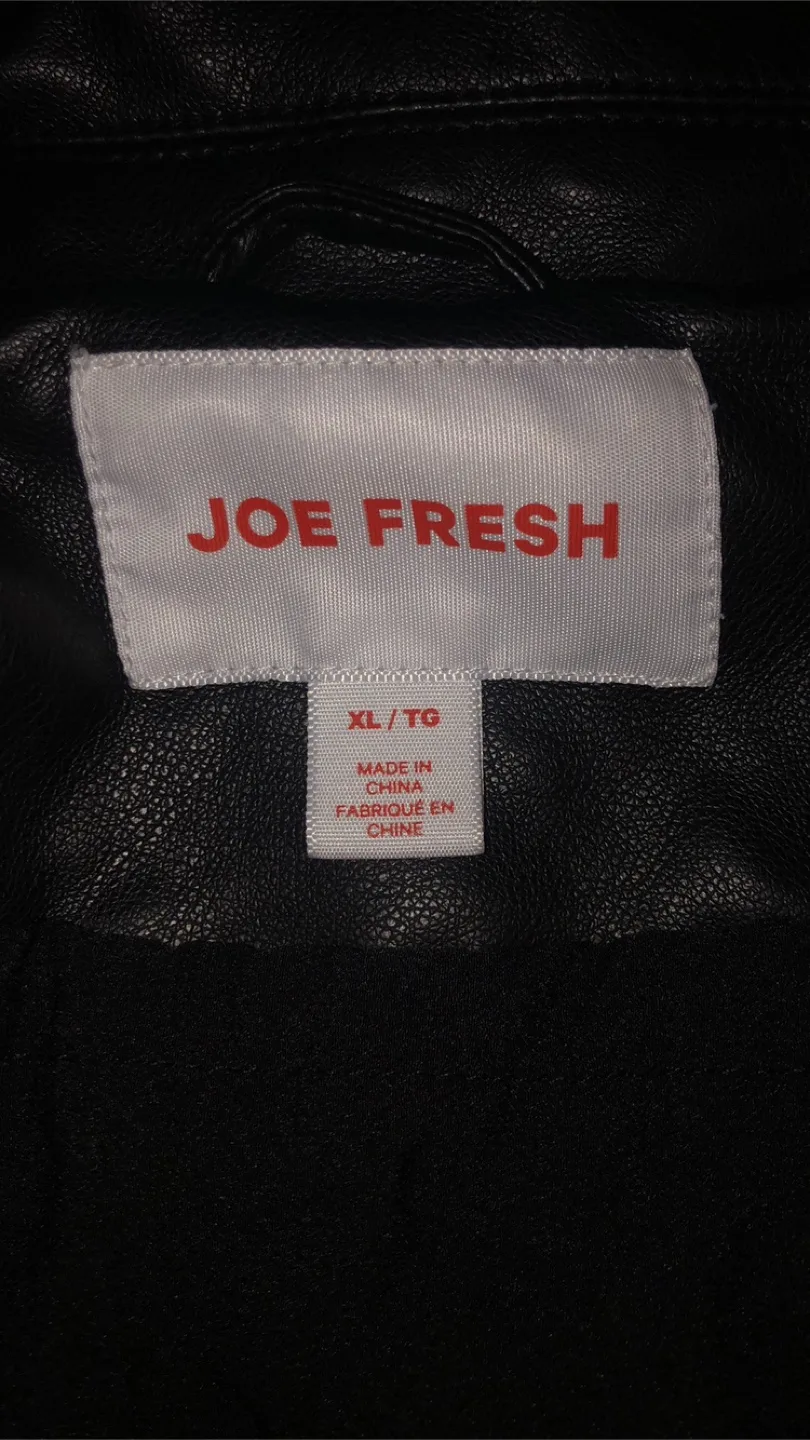 JOE FRESH
XL / TG
MADE IN
CHINA
FABRIQUÉ EN
CHINE